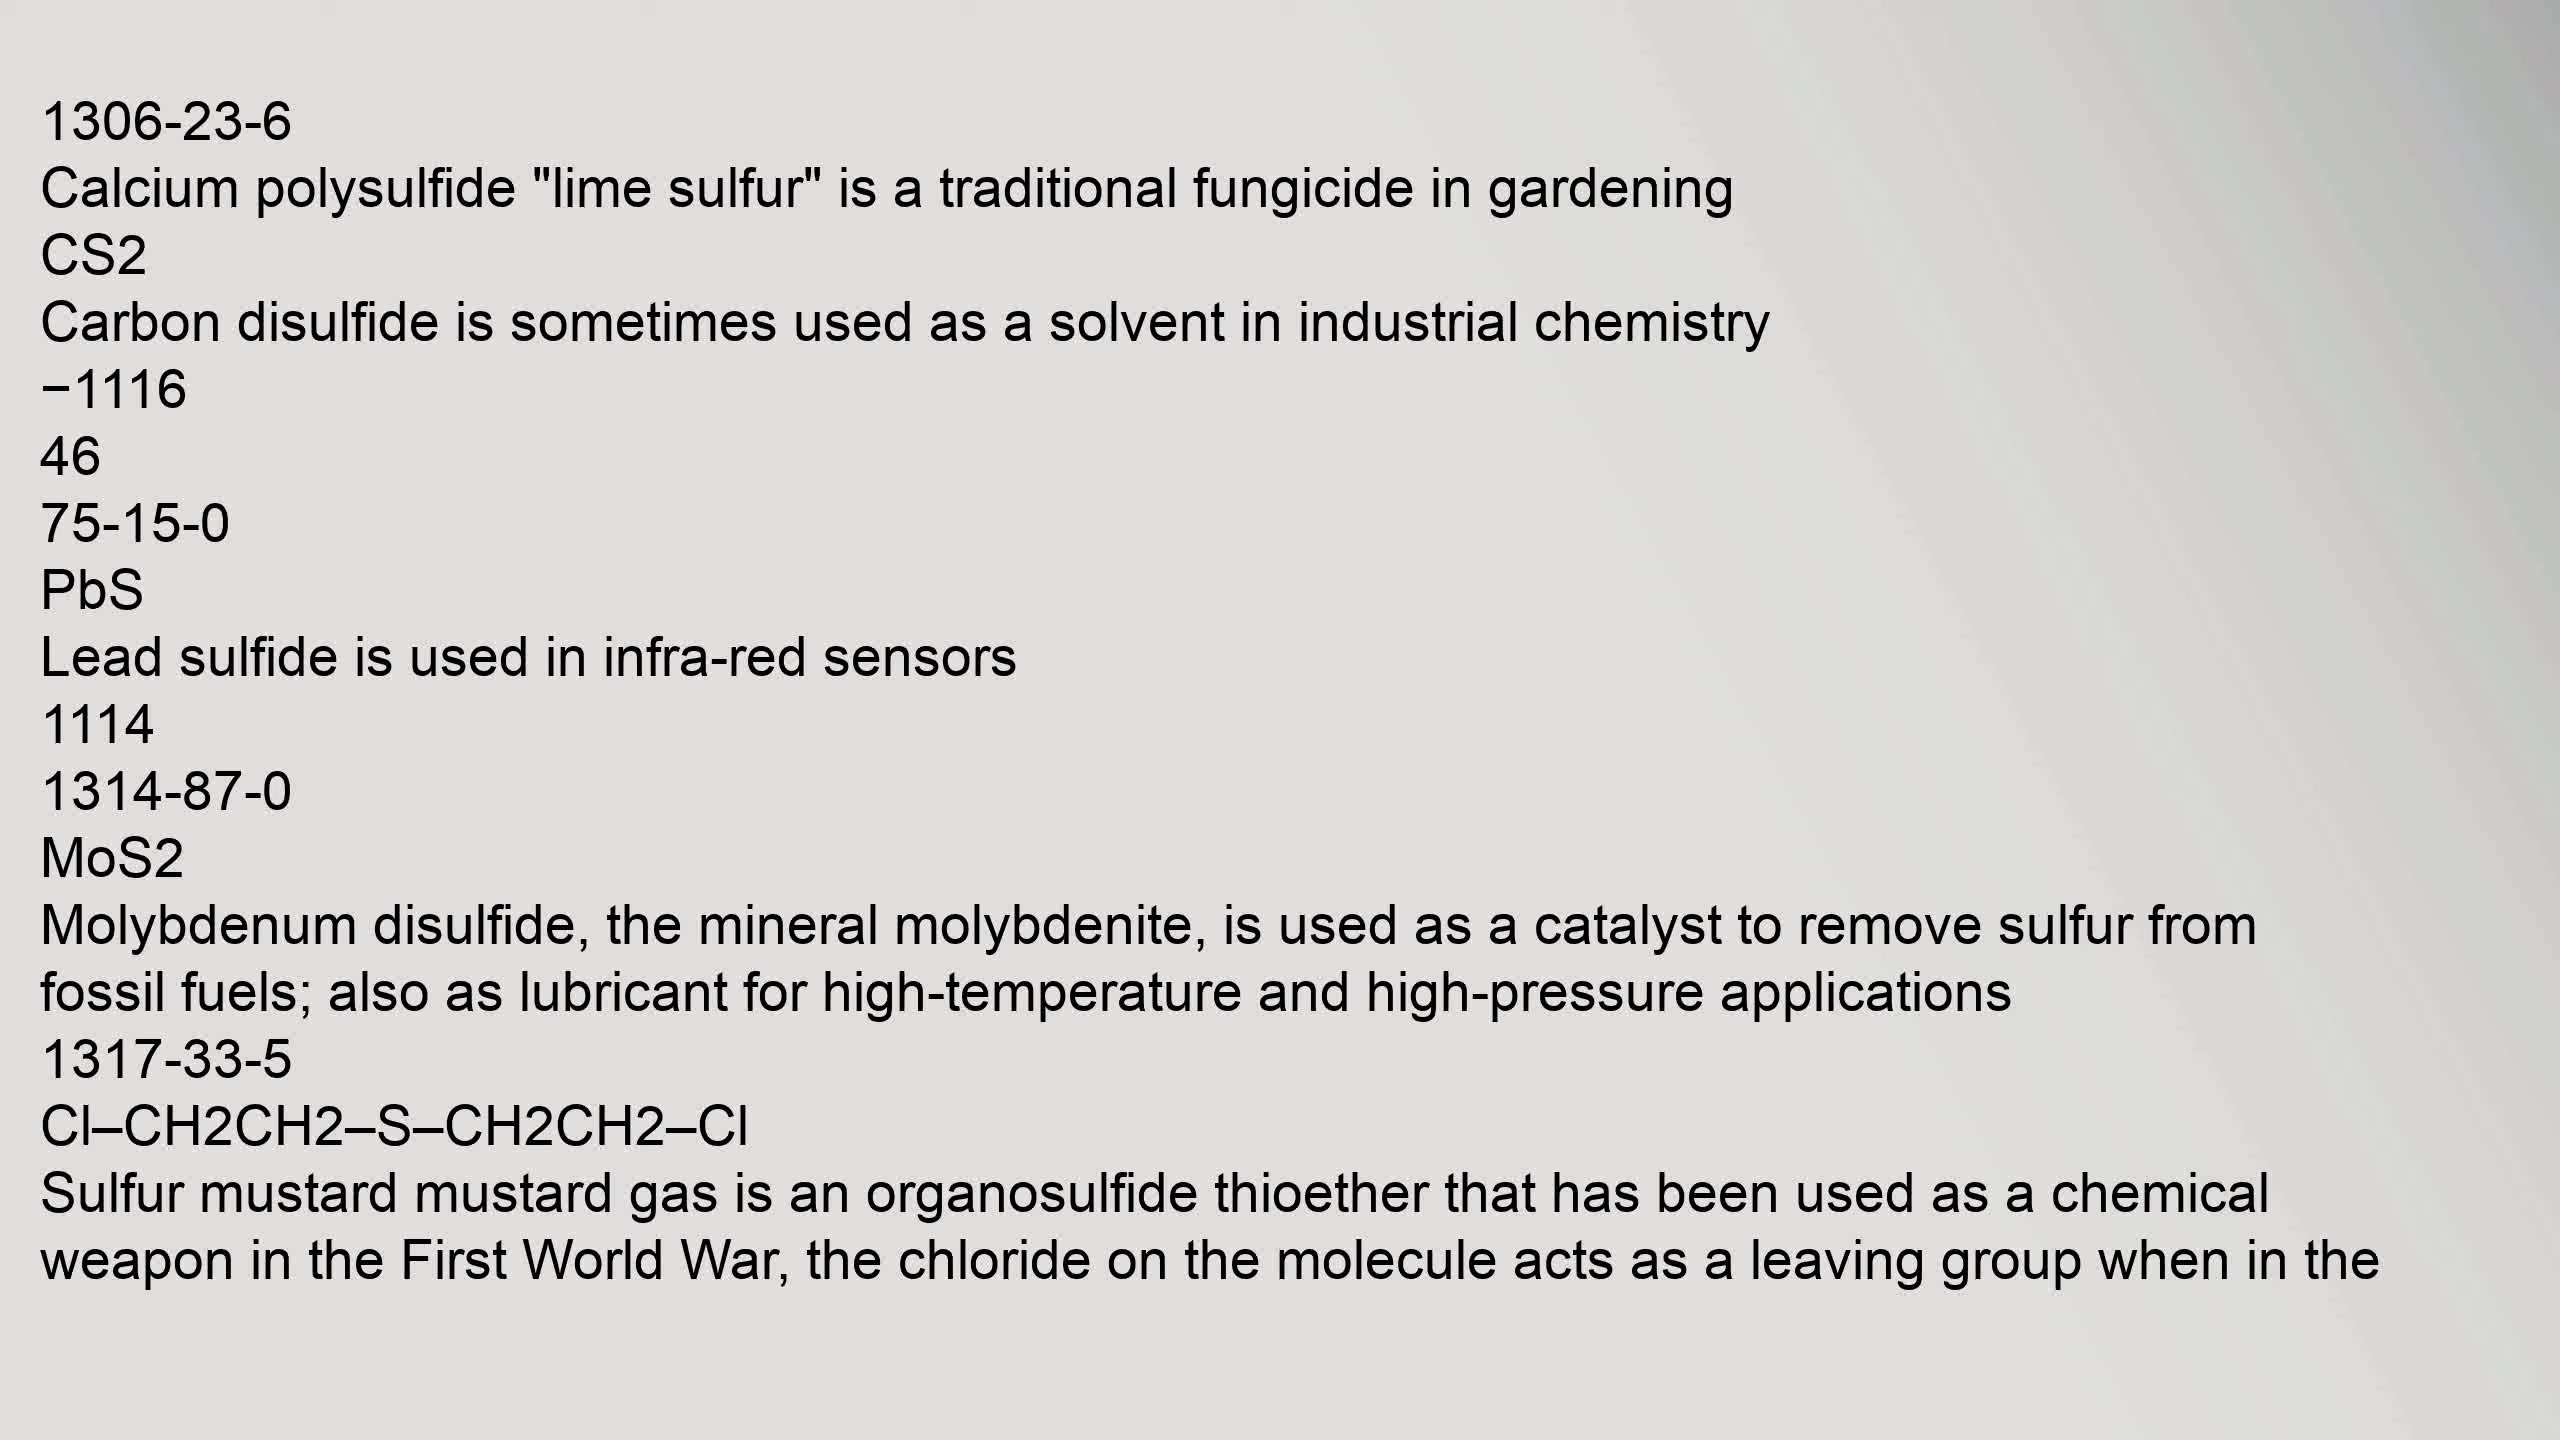 1306-23-6
Calcium polysulfide "lime sulfur" is a traditional fungicide in gardening
CS2
Carbon disulfide is sometimes used as a solvent in industrial chemistry
−1116
46
75-15-0
PbS
Lead sulfide is used in infra-red sensors
1114
1314-87-0
MoS2
Molybdenum disulfide, the mineral molybdenite, is used as a catalyst to remove sulfur from
fossil fuels; also as lubricant for high-temperature and high-pressure applications
1317-33-5
Cl–CH2CH2–S–CH2CH2–Cl
Sulfur mustard mustard gas is an organosulfide thioether that has been used as a chemical
weapon in the First World War, the chloride on the molecule acts as a leaving group when in the